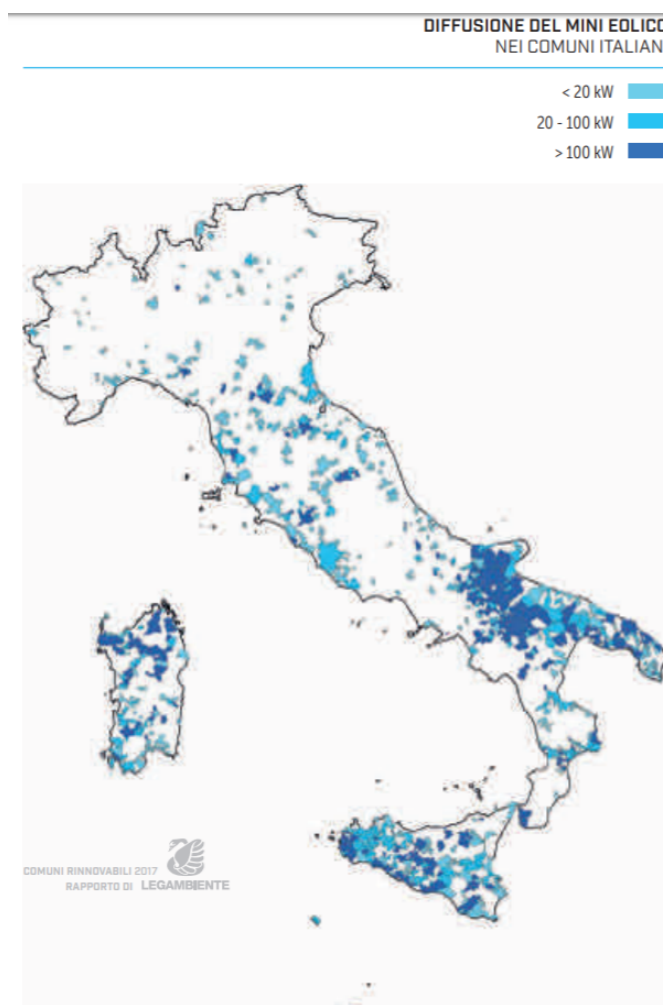 DIFFUSIONE DEL MINI EOLICO
NEI COMUNI ITALIAN
< 20 kW
20 - 100 kW
> 100 kW
COMUNI RINNOVABILI 2017
RAPPORTO DI LEGAMBIENTE